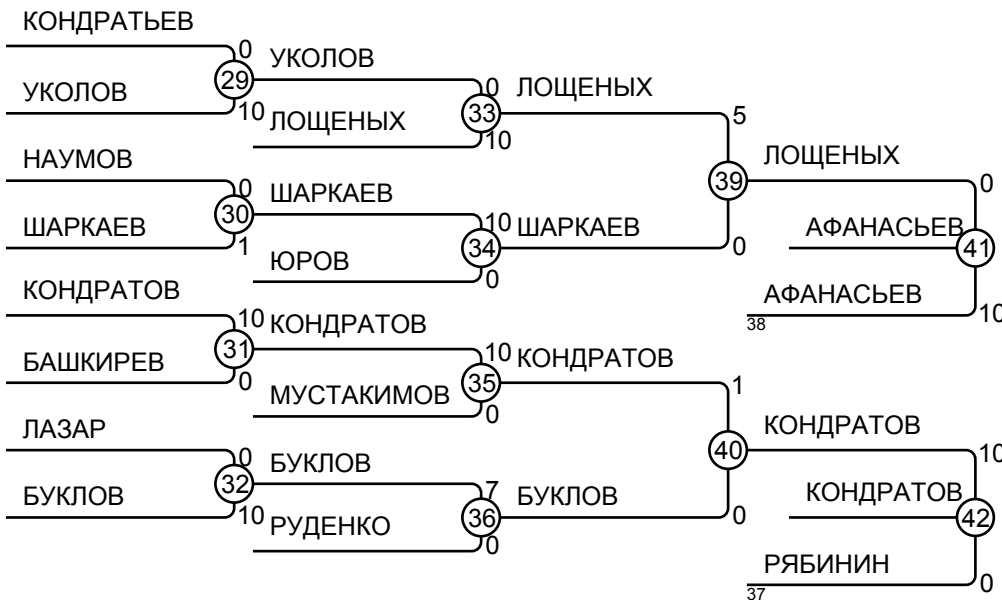 КОНДРАТЬЕВ
0
29
УКОЛОВ
10
УКОЛОВ
0
33
ЛОЩЕНЫХ
10
ЛОЩЕНЫХ
5
НАУМОВ
0
30
ШАРКАЕВ
1
ШАРКАЕВ
10
34
ЮРОВ
0
ШАРКАЕВ
0
39
ЛОЩЕНЫХ
0
АФАНАСЬЕВ
41
АФАНАСЬЕВ
10
38
КОНДРАТОВ
10
31
БАШКИРЕВ
0
КОНДРАТОВ
10
35
МУСТАКИМОВ
0
КОНДРАТОВ
1
ЛАЗАР
0
32
БУКЛОВ
10
БУКЛОВ
7
36
РУДЕНКО
0
БУКЛОВ
0
40
КОНДРАТОВ
10
КОНДРАТОВ
42
РЯБИНИН
0
37